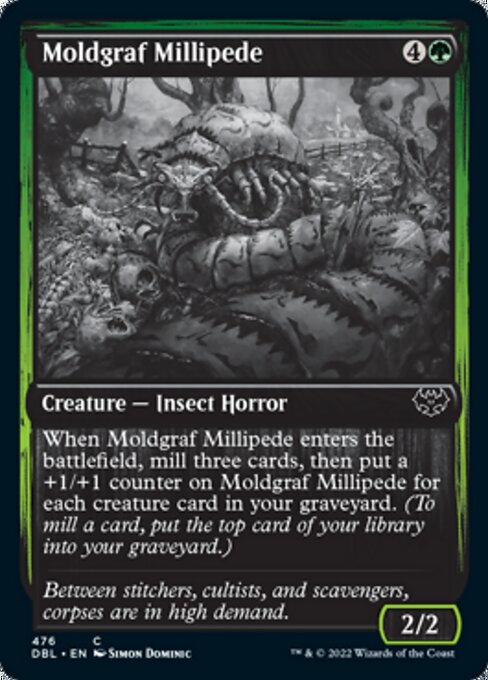 Moldgraf Millipede 4
Creature — Insect Horror
When Moldgraf Millipede enters the
battlefield, mill three cards, then put a
+1/+1 counter on Moldgraf Millipede for
each creature card in your graveyard. (To
mill a card, put the top card of your library
into your graveyard.)
Between stitchers, cultists, and scavengers,
corpses are in high demand.
2/2
476 C
DBL • EN Simon Dominic
™ & © 2022 Wizards of the Coast